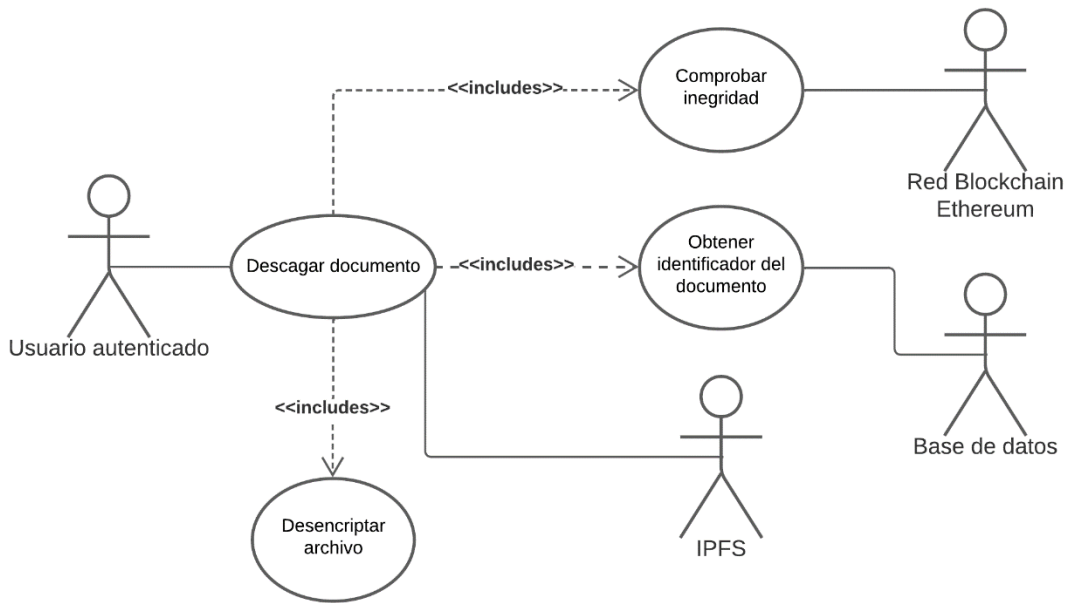 <<includes>>
Comprobar
inegridad
Red Blockchain
Ethereum
Usuario autenticado
Descagar documento
<<includes>>
Obtener
identificador del
documento
Base de datos
<<includes>>
Desencriptar
archivo
IPFS